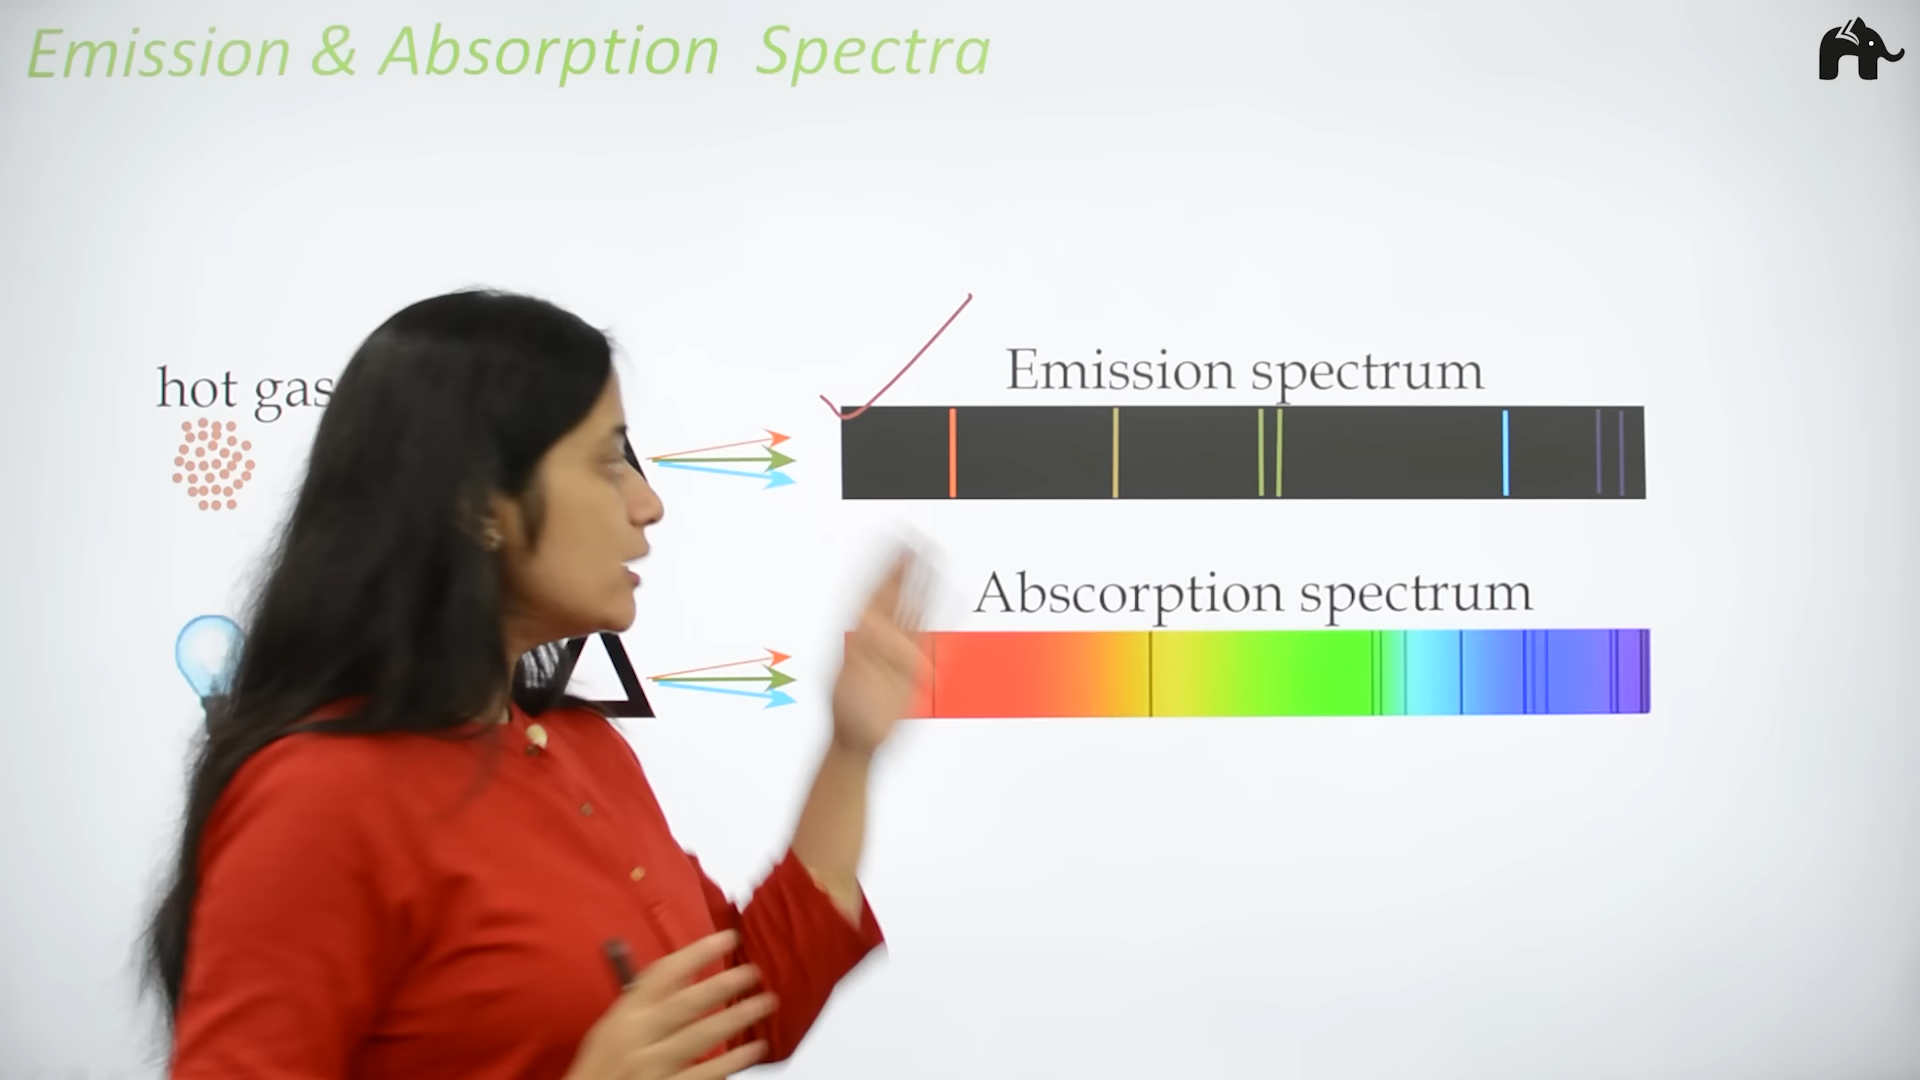 Emission & Absorption Spectra
hot gas
Emission spectrum
Abscorption spectrum